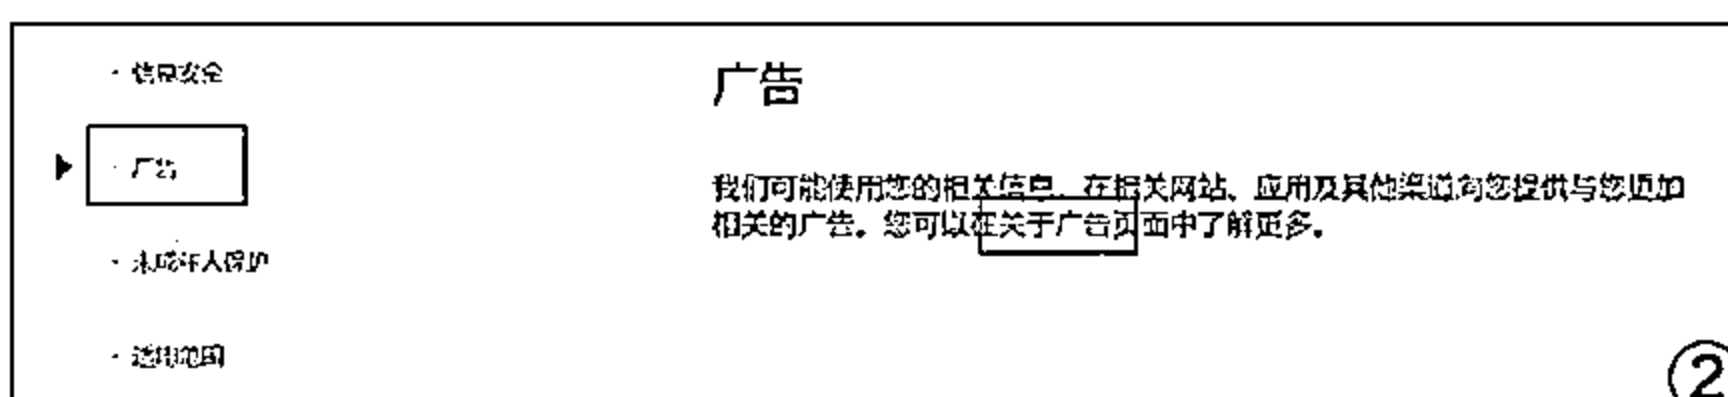 · 信息安全
· 广告
· 未成年人保护
· 适用范围
广告
我们可能使用您的相关信息，在相关网站、应用及其他渠道向您提供与您更加
相关的广告。您可以在关于广告页面中了解更多。
②